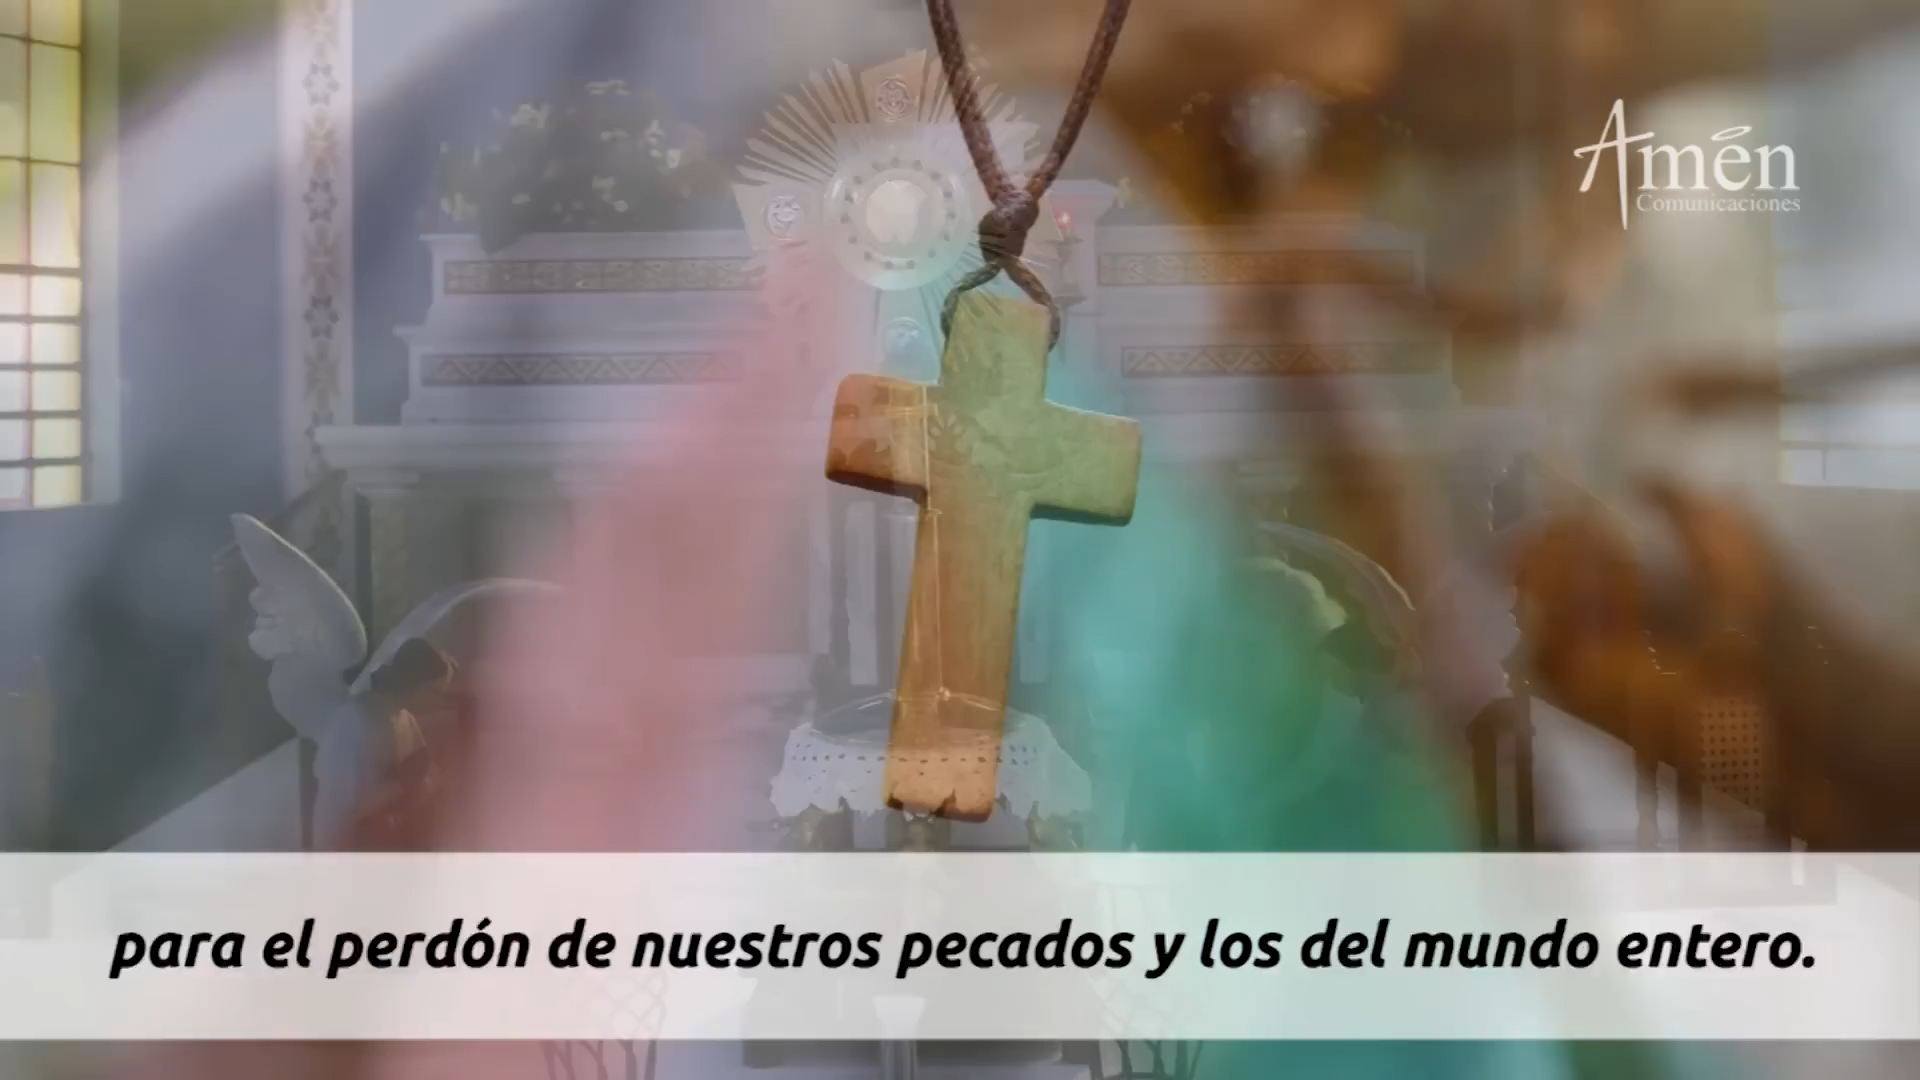 Amén
Comunicaciones
para el perdón de nuestros pecados y los del mundo entero.